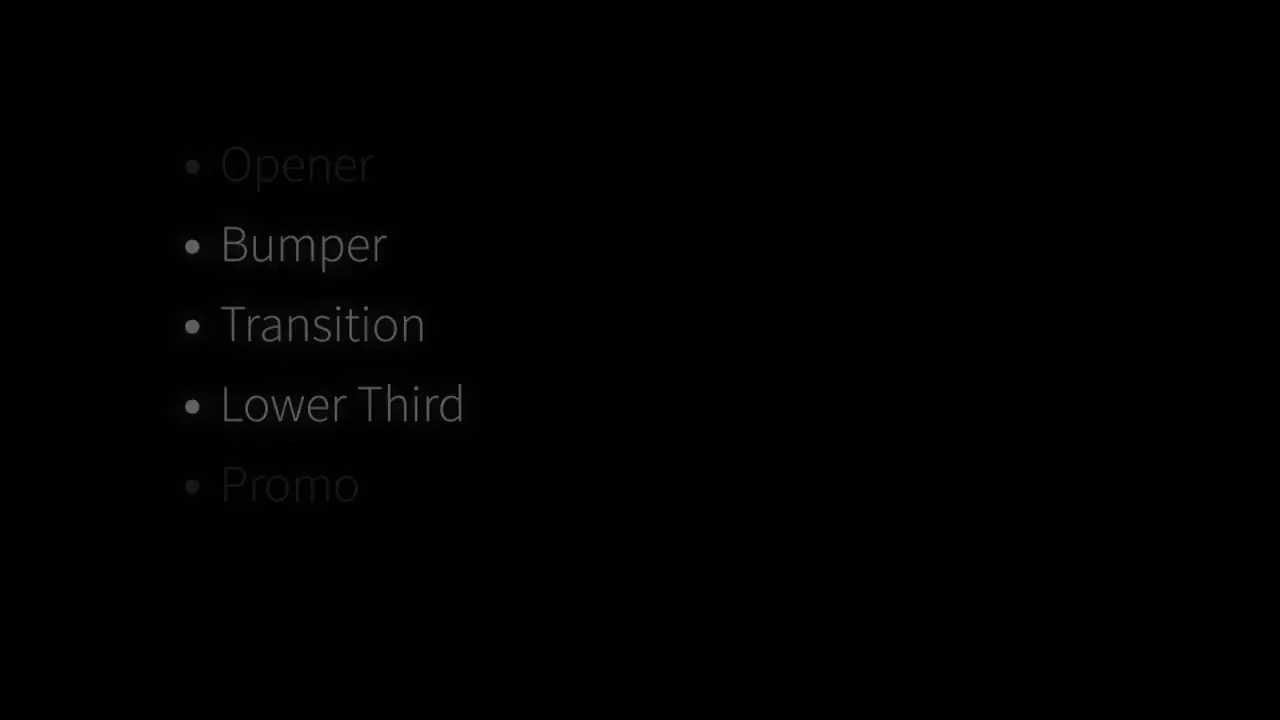 • Opener
• Bumper
• Transition
• Lower Third
• Promo